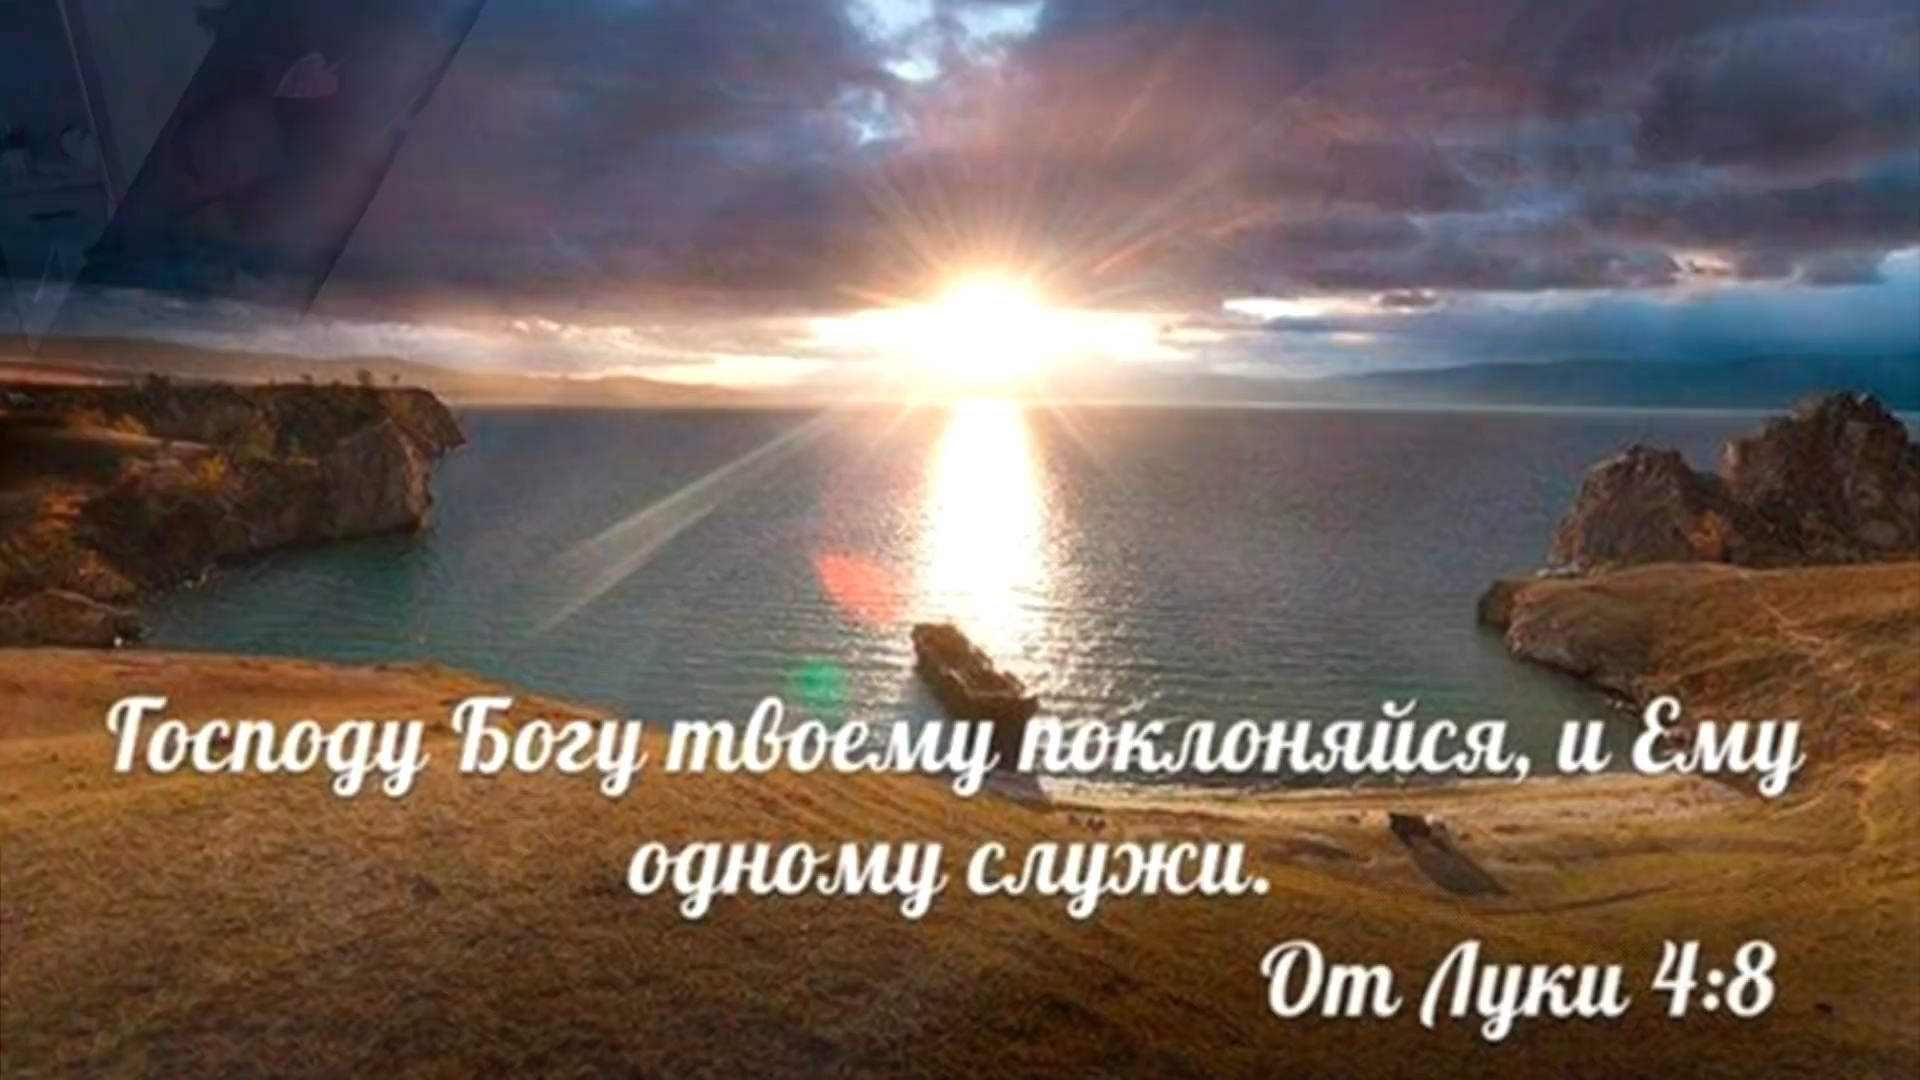 Господу Богу твоему поклоняйся, и Ему
одному служи.
От Луки 4:8